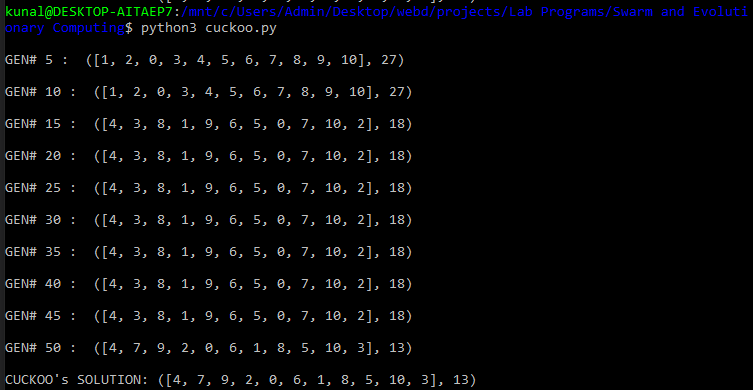 kunal@DESKTOP-AITAEP7:/mnt/c/Users/Admin/Desktop/webd/projects/Lab Programs/Swarm and Evoluti
onary Computing$ python3 cuckoo.py
GEN# 5 :  ([1, 2, 0, 3, 4, 5, 6, 7, 8, 9, 10], 27)
GEN# 10 :  ([1, 2, 0, 3, 4, 5, 6, 7, 8, 9, 10], 27)
GEN# 15 :  ([4, 3, 8, 1, 9, 6, 5, 0, 7, 10, 2], 18)
GEN# 20 :  ([4, 3, 8, 1, 9, 6, 5, 0, 7, 10, 2], 18)
GEN# 25 :  ([4, 3, 8, 1, 9, 6, 5, 0, 7, 10, 2], 18)
GEN# 30 :  ([4, 3, 8, 1, 9, 6, 5, 0, 7, 10, 2], 18)
GEN# 35 :  ([4, 3, 8, 1, 9, 6, 5, 0, 7, 10, 2], 18)
GEN# 40 :  ([4, 3, 8, 1, 9, 6, 5, 0, 7, 10, 2], 18)
GEN# 45 :  ([4, 3, 8, 1, 9, 6, 5, 0, 7, 10, 2], 18)
GEN# 50 :  ([4, 7, 9, 2, 0, 6, 1, 8, 5, 10, 3], 13)
CUCKOO's SOLUTION: ([4, 7, 9, 2, 0, 6, 1, 8, 5, 10, 3], 13)